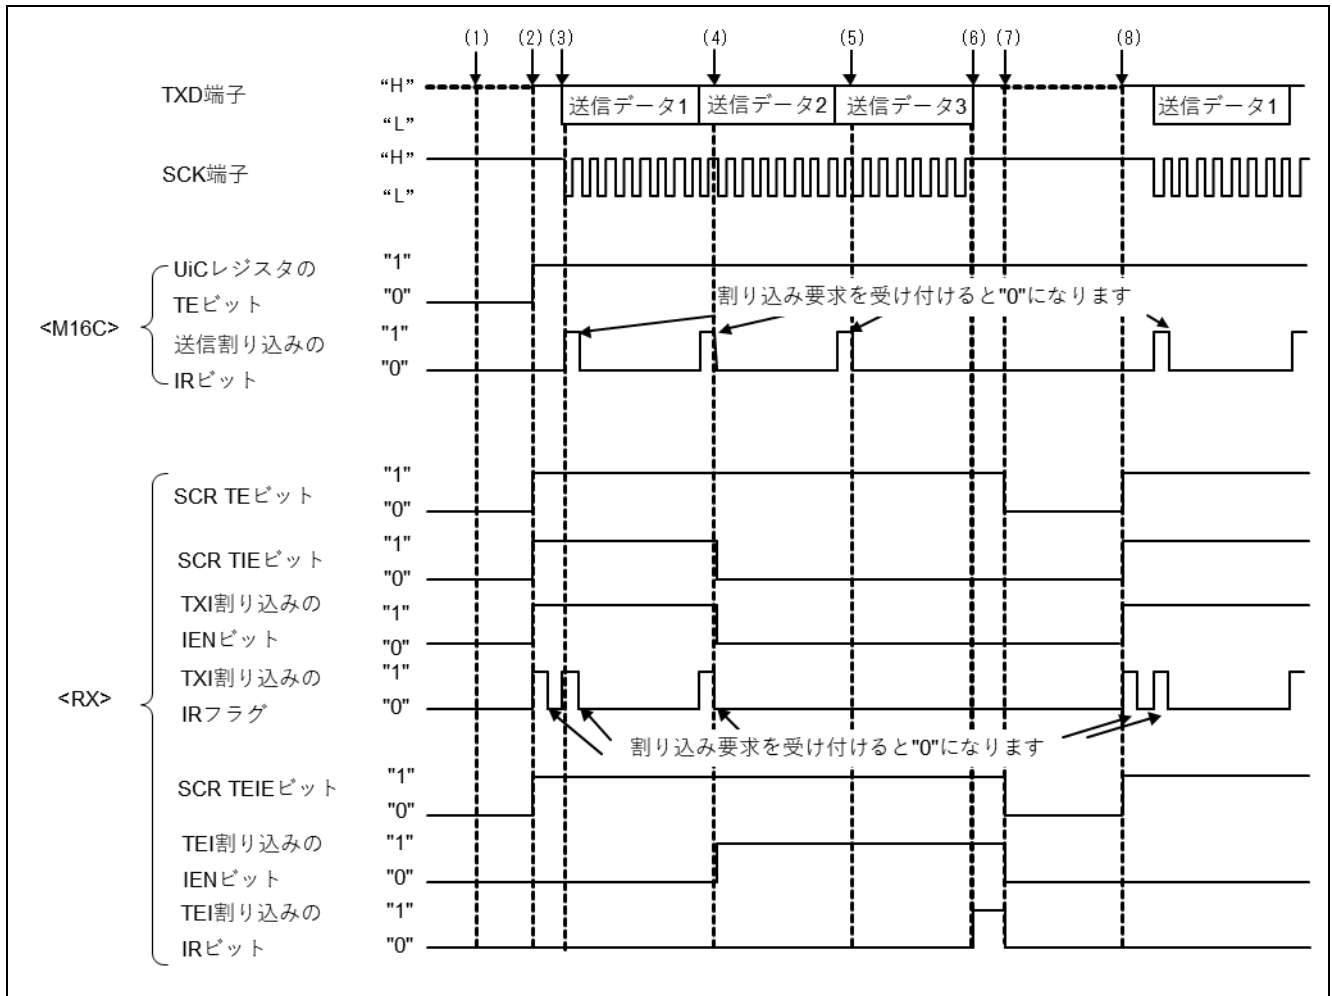 (1) (2) (3) (4) (5) (6) (7) (8)
TXD端子
“H”
“L”
送信データ1 送信データ2 送信データ3 送信データ1
SCK端子
“H”
“L”
<M16C>
UiCレジスタの
TEビット
"1"
"0"
割り込み要求を受け付けると"0"になります
送信割り込みの
IRビット
"1"
"0"
<RX>
SCR TEビット
"1"
"0"
SCR TIEビット
"1"
"0"
TXI割り込みの
IENビット
"1"
"0"
TXI割り込みの
IRフラグ
"1"
"0"
割り込み要求を受け付けると"0"になります
SCR TEIEビット
"1"
"0"
TEI割り込みの
IENビット
"1"
"0"
TEI割り込みの
IRビット
"1"
"0"